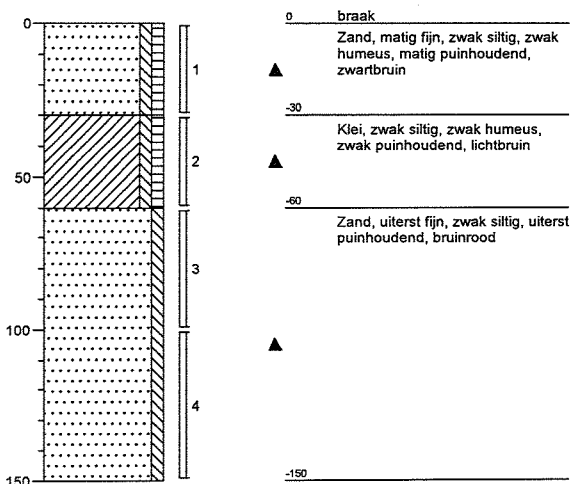 0
0
braak
Zand, matig fijn, zwak siltig, zwak
humeus, matig puinhoudend,
zwartbruin
1
-30
Klei, zwak siltig, zwak humeus,
zwak puinhoudend, lichtbruin
2
50
-60
Zand, uiterst fijn, zwak siltig, uiterst
puinhoudend, bruinrood
3
100
4
-150
150